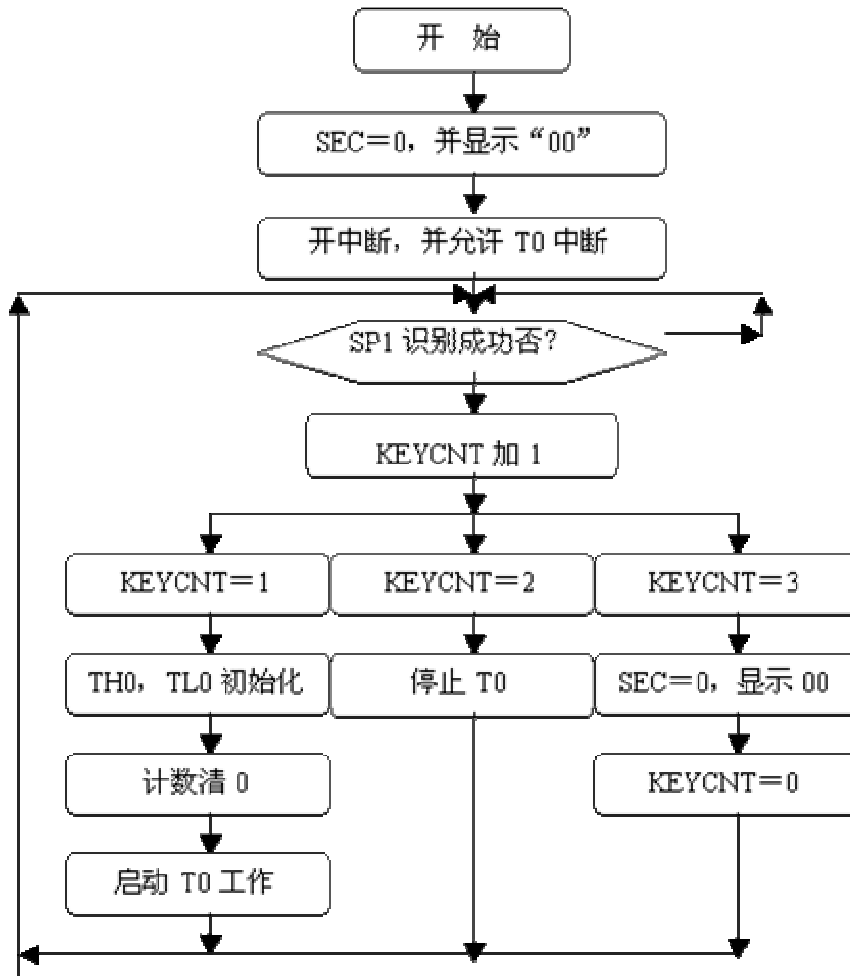 开 始
SEC=0，并显示“00”
开中断，并允许 T0 中断
SP1 识别成功否？
KEYCNT 加 1
KEYCNT=1
KEYCNT=2
KEYCNT=3
TH0，TL0 初始化
停止 T0
SEC=0，显示 00
计数清 0
KEYCNT=0
启动 T0 工作